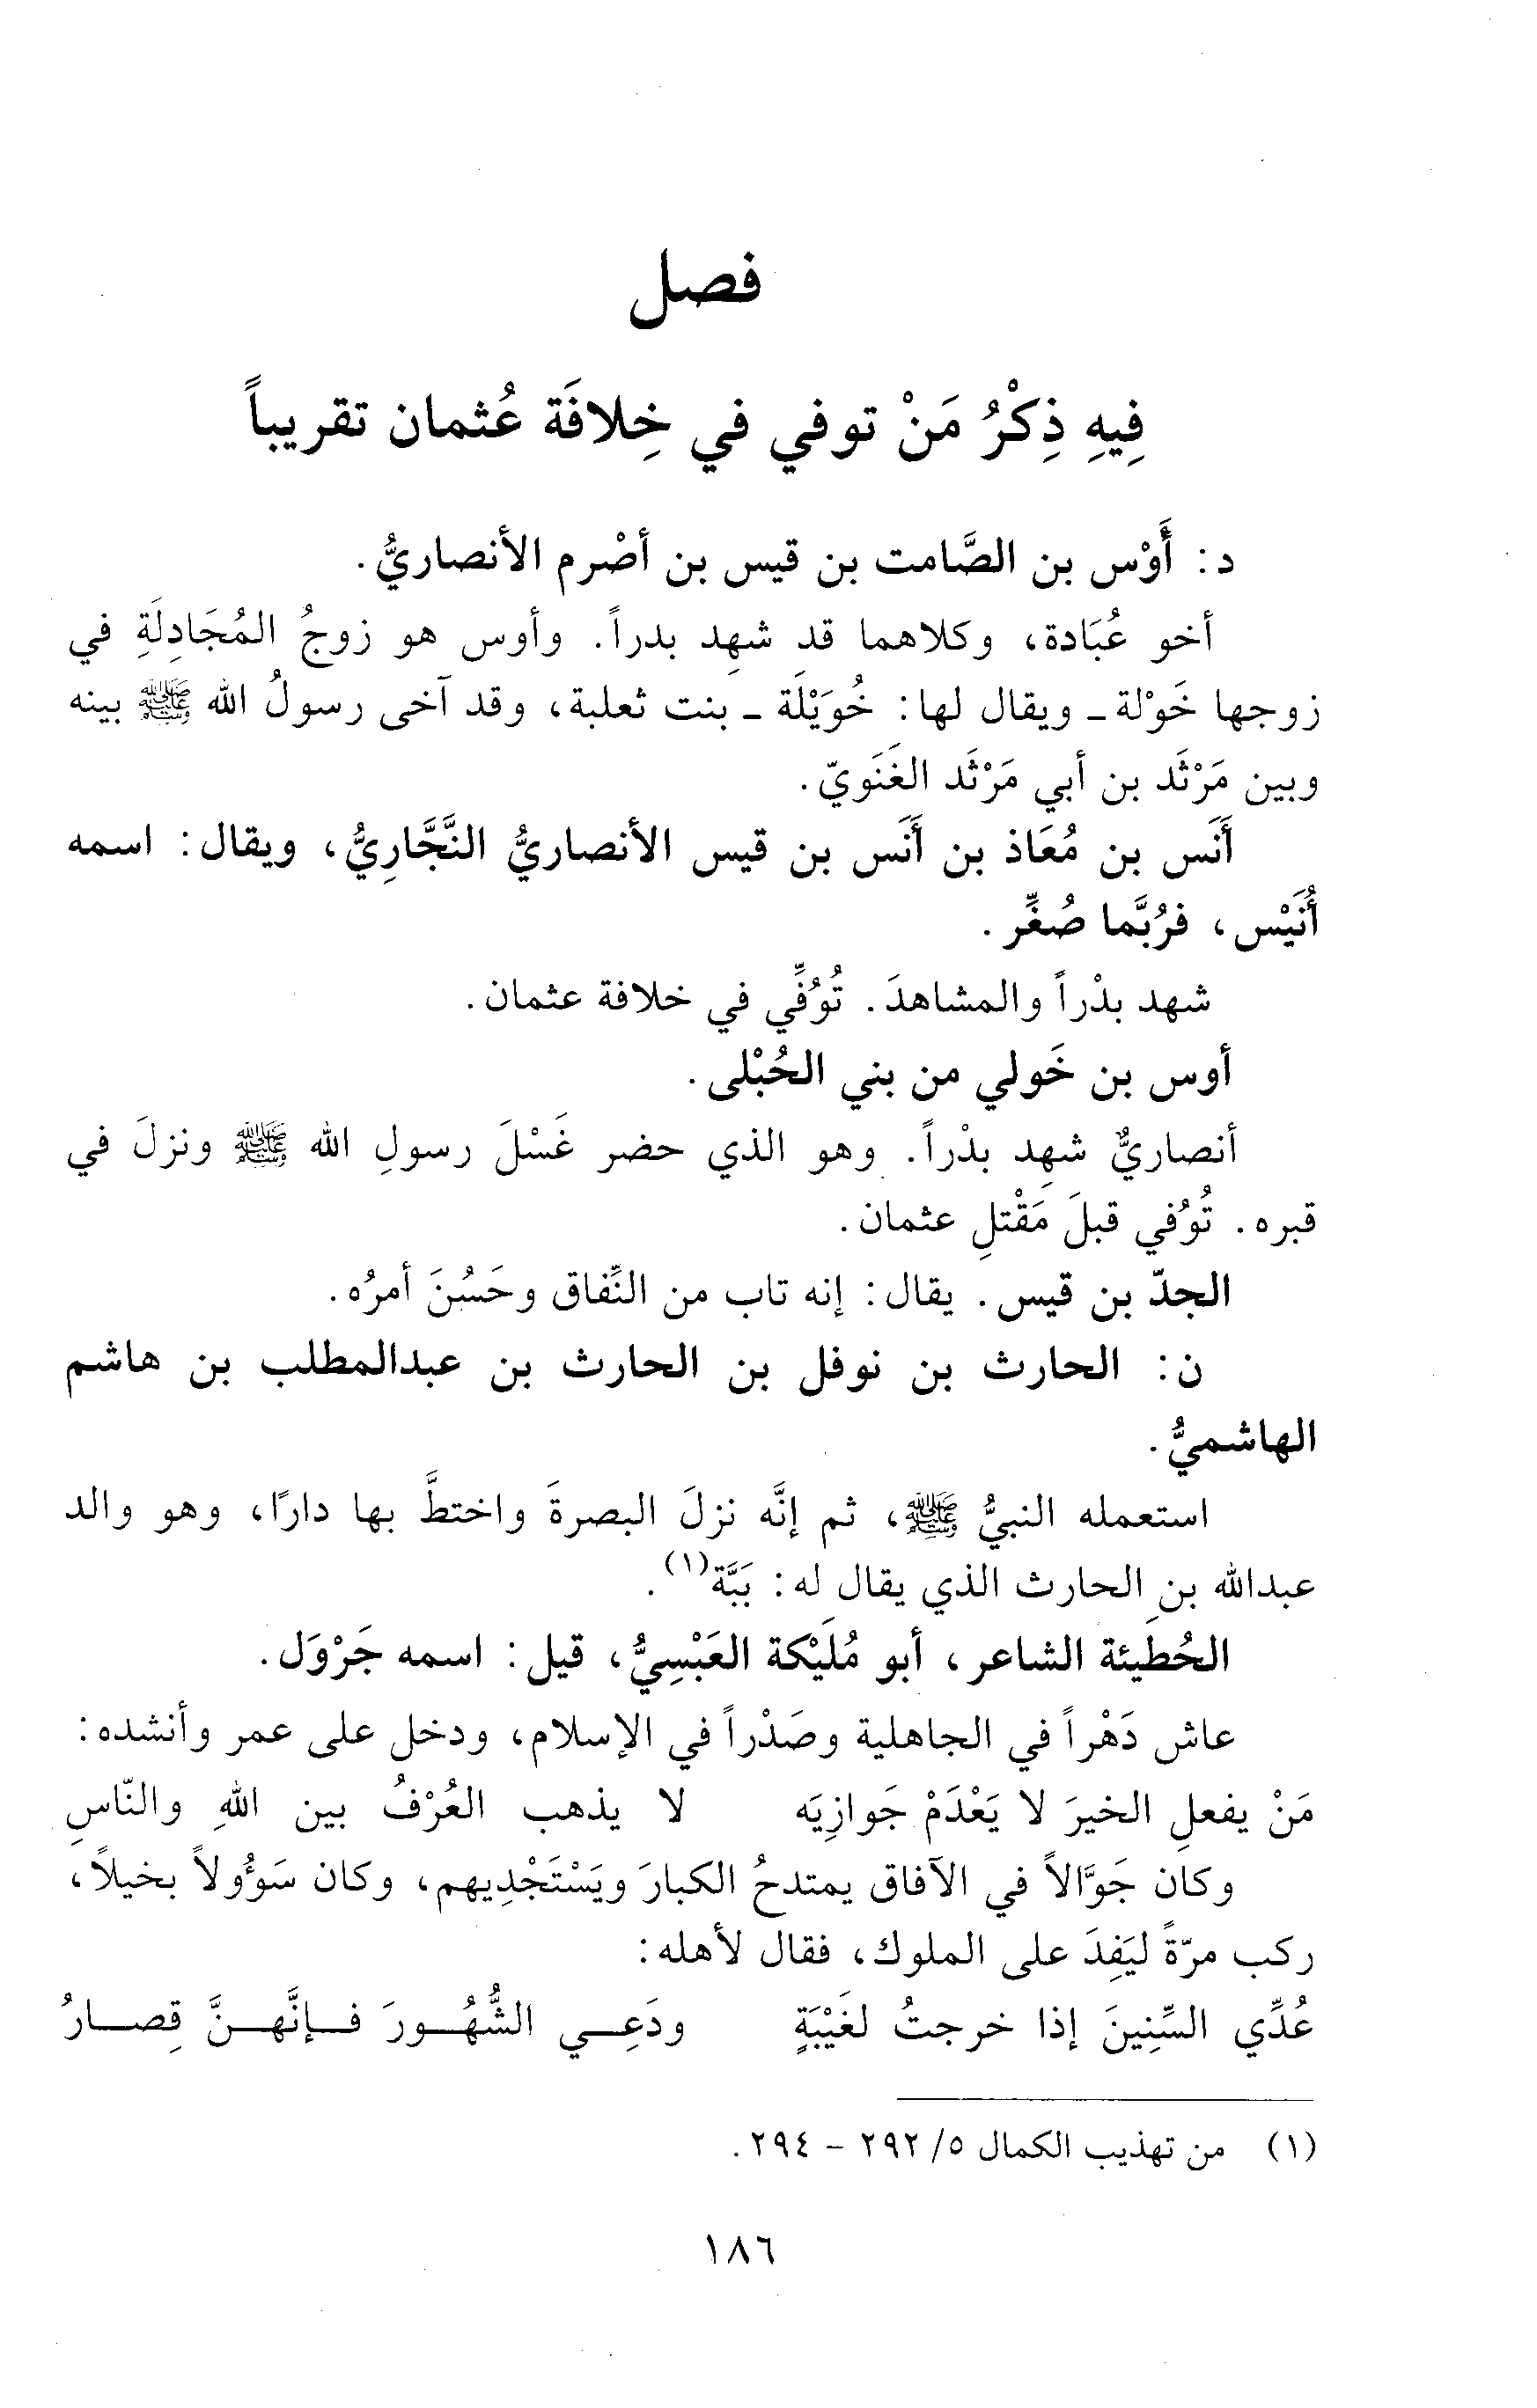 فصل
فِيهِ ذِكْرُ مَنْ توفي في خِلافَة عُثمان تقريباً
د: أَوْس بن الصَّامت بن قيس بن أصْرم الأنصاريُّ.
أخو عُبَادة، وكلاهما قد شهِد بدراً. وأوس هو زوجُ المُجَادِلَةِ في
زوجها خَوْلة ـ ويقال لها: خُوَيْلَة ـ بنت ثعلبة، وقد آخى رسولُ الله ﷺ بينه
وبين مَرْثَد بن أبي مَرْثَد الغَنَويّ.
أَنَس بن مُعَاذ بن أَنَس بن قيس الأنصاريُّ النَّجَّارِيُّ، ويقال: اسمه
أُنَيْس، فرُبَّما صُغِّر.
شهد بدْراً والمشاهدَ. تُوُفِّي في خلافة عثمان.
أوس بن خَولي من بني الحُبْلى.
أنصاريٌّ شهِد بدْراً. وهو الذي حضر غَسْلَ رسولِ الله ﷺ ونزلَ في
قبره. تُوُفي قبلَ مَقْتلِ عثمان.
الجدّ بن قيس. يقال: إنه تاب من النِّفاق وحَسُنَ أمرُه.
ن: الحارث بن نوفل بن الحارث بن عبدالمطلب بن هاشم
الهاشميُّ.
استعمله النبيُّ ﷺ، ثم إنَّه نزلَ البصرةَ واختطَّ بها دارًا، وهو والد
عبدالله بن الحارث الذي يقال له: بَبَّة(١).
الحُطَيئة الشاعر، أبو مُلَيْكة العَبْسِيُّ، قيل: اسمه جَرْوَل.
عاش دَهْراً في الجاهلية وصَدْراً في الإسلام، ودخل على عمر وأنشده:
مَنْ يفعلِ الخيرَ لا يَعْدَمْ جَوازِيَه لا يذهب العُرْفُ بين اللهِ والنّاسِ
وكان جَوَّالاً في الآفاق يمتدحُ الكبارَ ويَسْتَجْدِيهم، وكان سَؤُولاً بخيلاً،
ركب مرّةً ليَفِدَ على الملوك، فقال لأهله:
عُدِّي السِّنِينَ إذا خرجتُ لغَيْبَةٍ ودَعِـي الشُّهُـورَ فـإنَّهـنَّ قِصـارُ
(١) من تهذيب الكمال ٥/ ٢٩٢ - ٢٩٤.
١٨٦